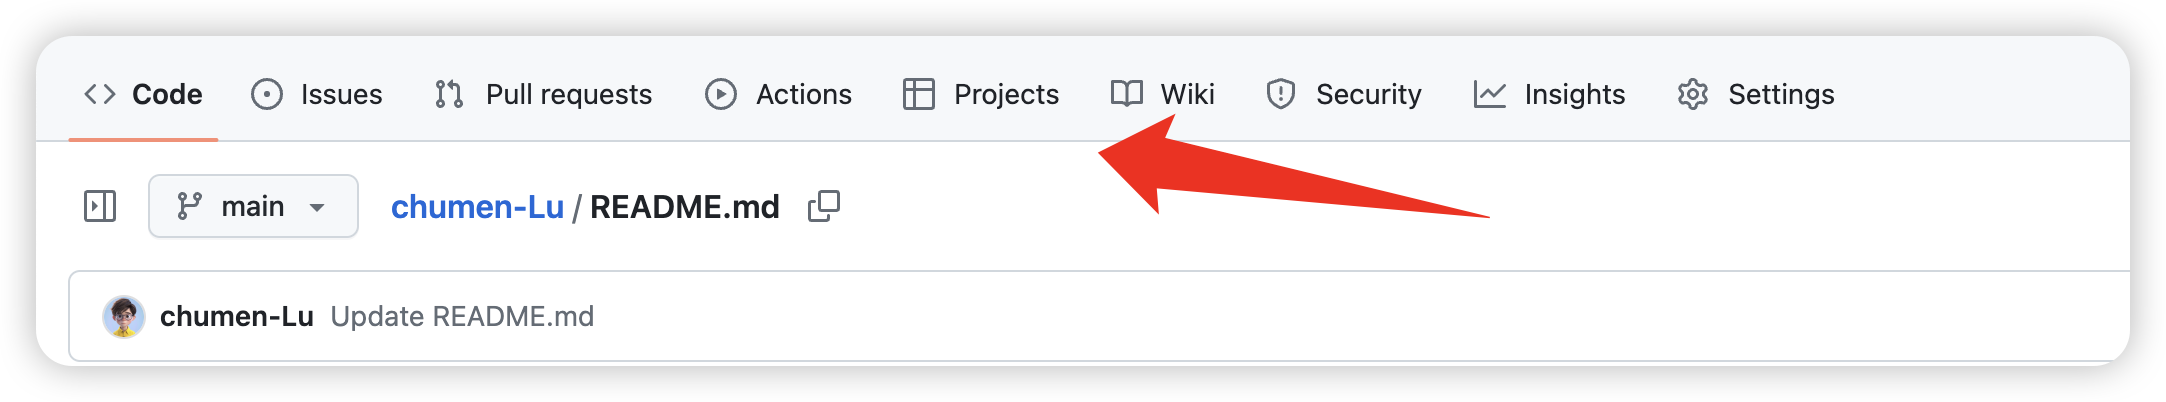 Code Issues Pull requests Actions Projects Wiki Security Insights Settings
main chumen-Lu / README.md
chumen-Lu Update README.md